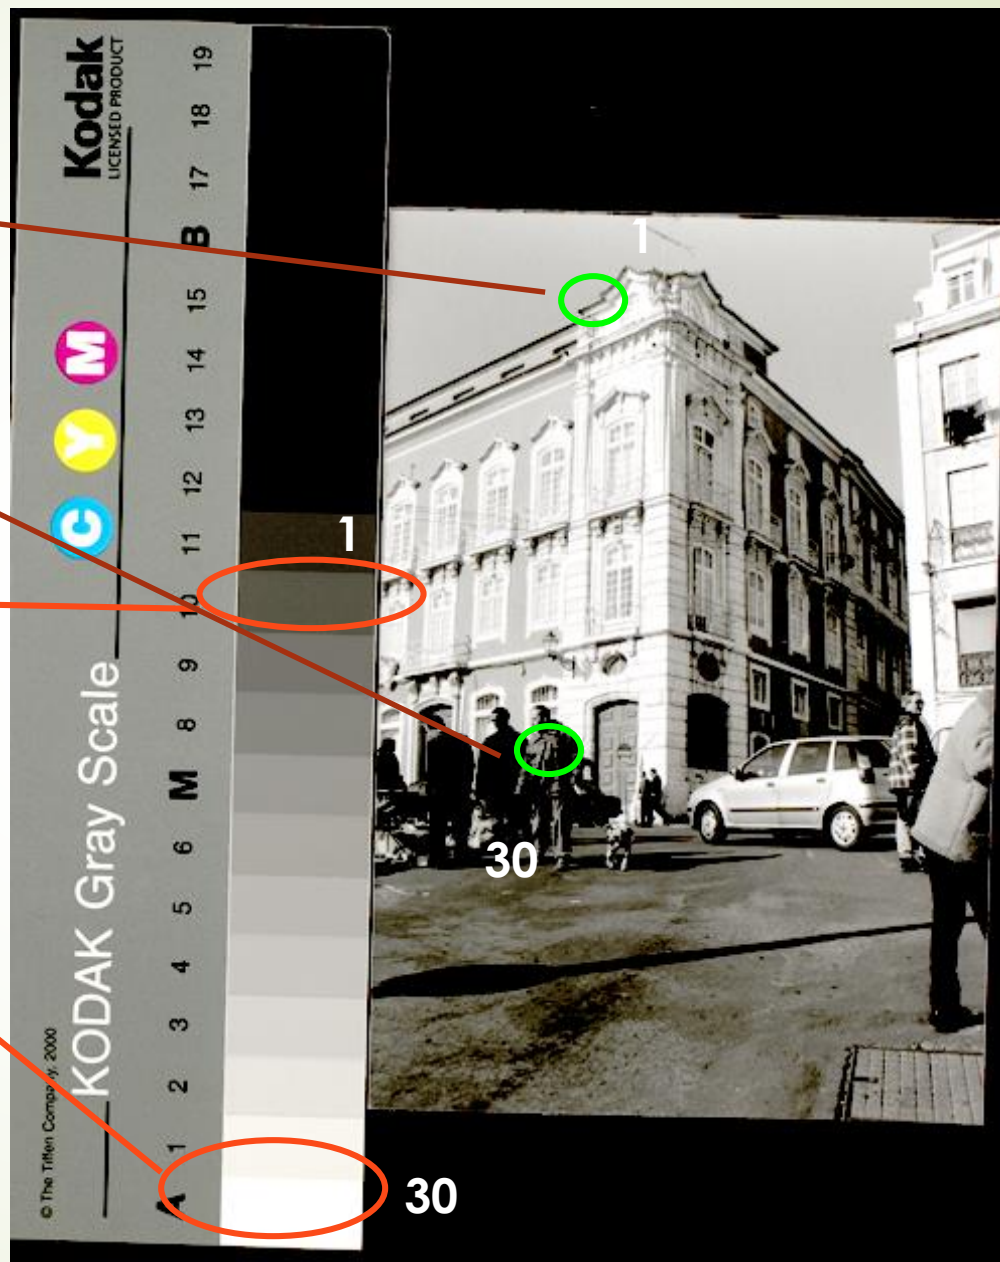 Kodak
LICENSED PRODUCT
KODAK Gray Scale
C Y M
© The Tiffen Company, 2000
A 1 2 3 4 5 6 M 8 9 10 11 12 13 14 15 B 17 18 19
1
1
30
30